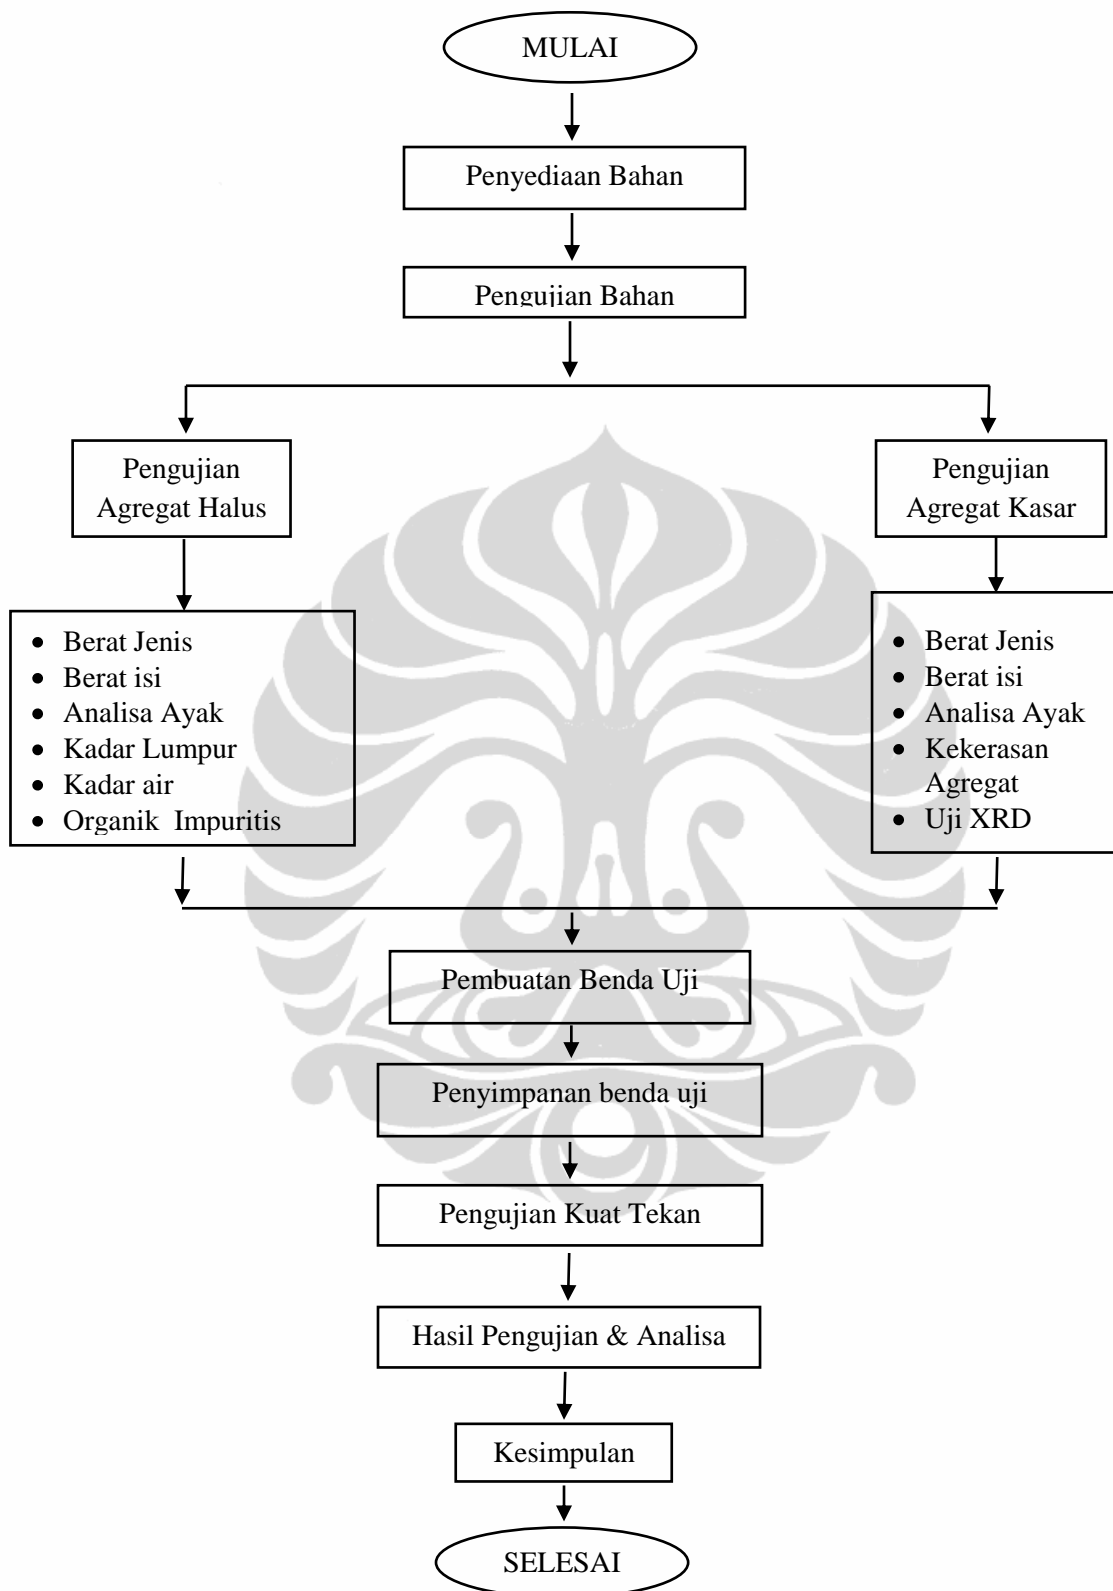 MULAI
Penyediaan Bahan
Pengujian Bahan
Pengujian
Agregat Halus
Pengujian
Agregat Kasar
• Berat Jenis
• Berat isi
• Analisa Ayak
• Kadar Lumpur
• Kadar air
• Organik Impuritis
• Berat Jenis
• Berat isi
• Analisa Ayak
• Kekerasan
Agregat
• Uji XRD
Pembuatan Benda Uji
Penyimpanan benda uji
Pengujian Kuat Tekan
Hasil Pengujian & Analisa
Kesimpulan
SELESAI